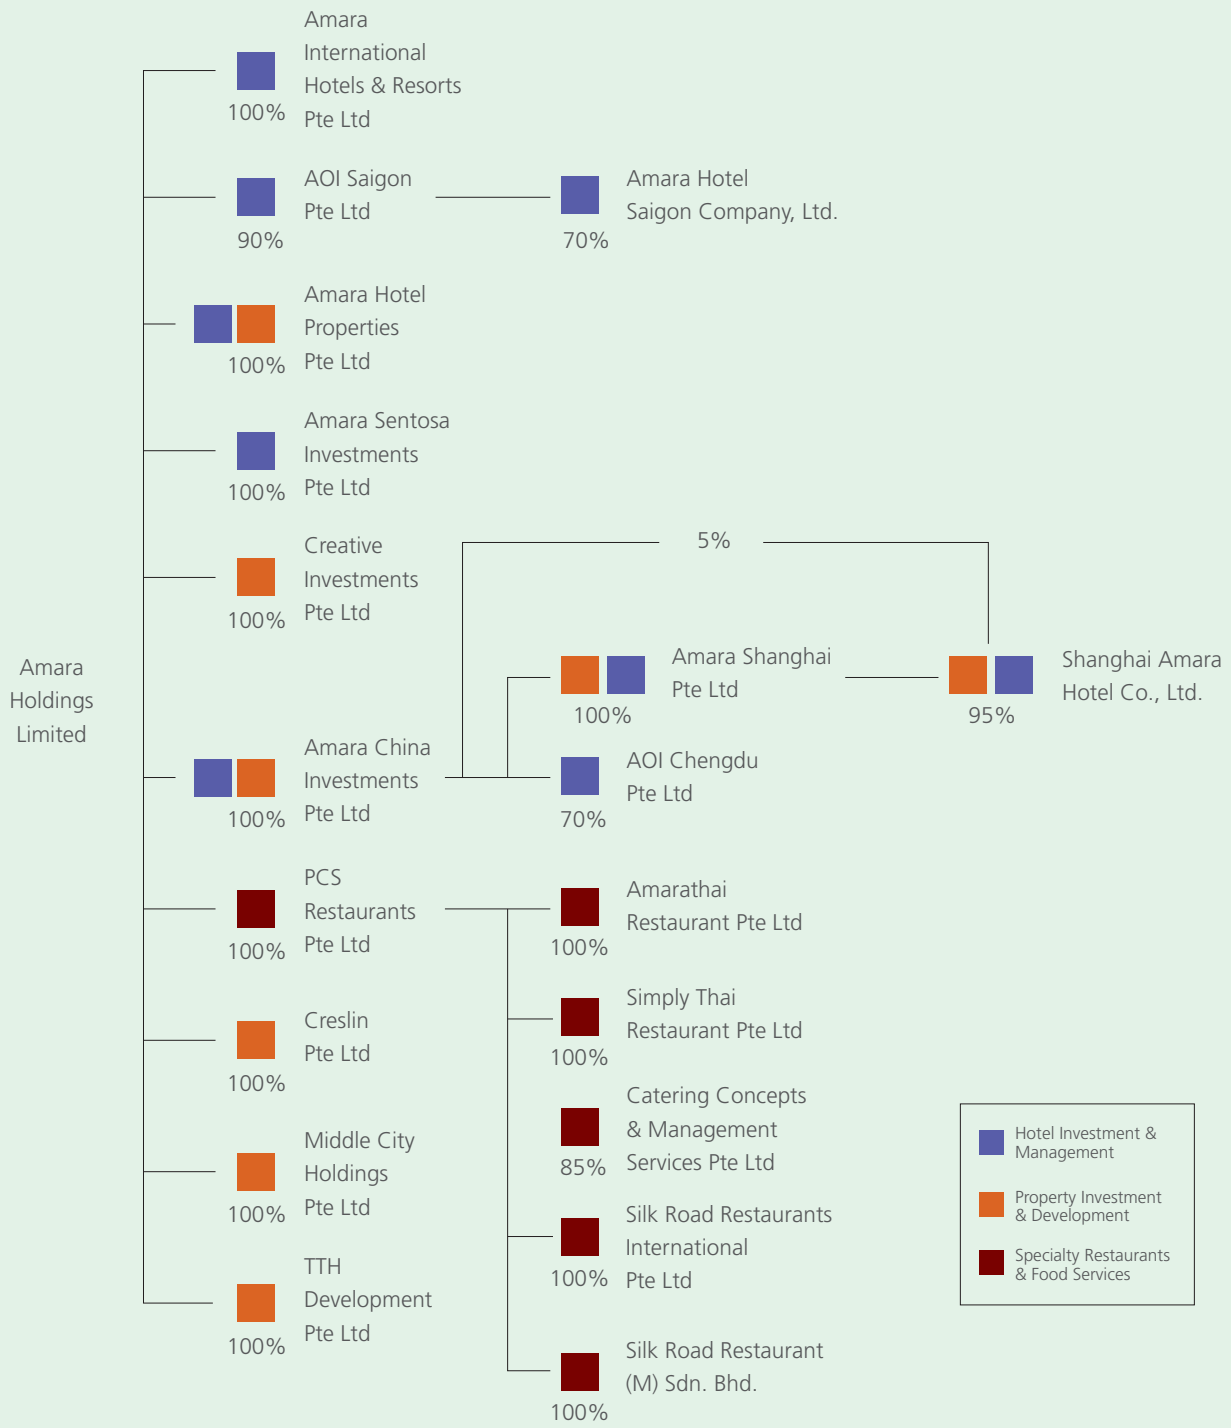 Amara
Holdings
Limited
Amara
International
Hotels & Resorts
Pte Ltd
100%
AOI Saigon
Pte Ltd
90%
Amara Hotel
Saigon Company, Ltd.
70%
Amara Hotel
Properties
Pte Ltd
100%
Amara Sentosa
Investments
Pte Ltd
100%
Creative
Investments
Pte Ltd
100%
Amara China
Investments
Pte Ltd
100%
5%
Amara Shanghai
Pte Ltd
100%
Shanghai Amara
Hotel Co., Ltd.
95%
AOI Chengdu
Pte Ltd
70%
PCS
Restaurants
Pte Ltd
100%
Amarathai
Restaurant Pte Ltd
100%
Simply Thai
Restaurant Pte Ltd
100%
Catering Concepts
& Management
Services Pte Ltd
85%
Silk Road Restaurants
International
Pte Ltd
100%
Silk Road Restaurant
(M) Sdn. Bhd.
100%
Creslin
Pte Ltd
100%
Middle City
Holdings
Pte Ltd
100%
TTH
Development
Pte Ltd
100%
Hotel Investment &
Management
Property Investment
& Development
Specialty Restaurants
& Food Services